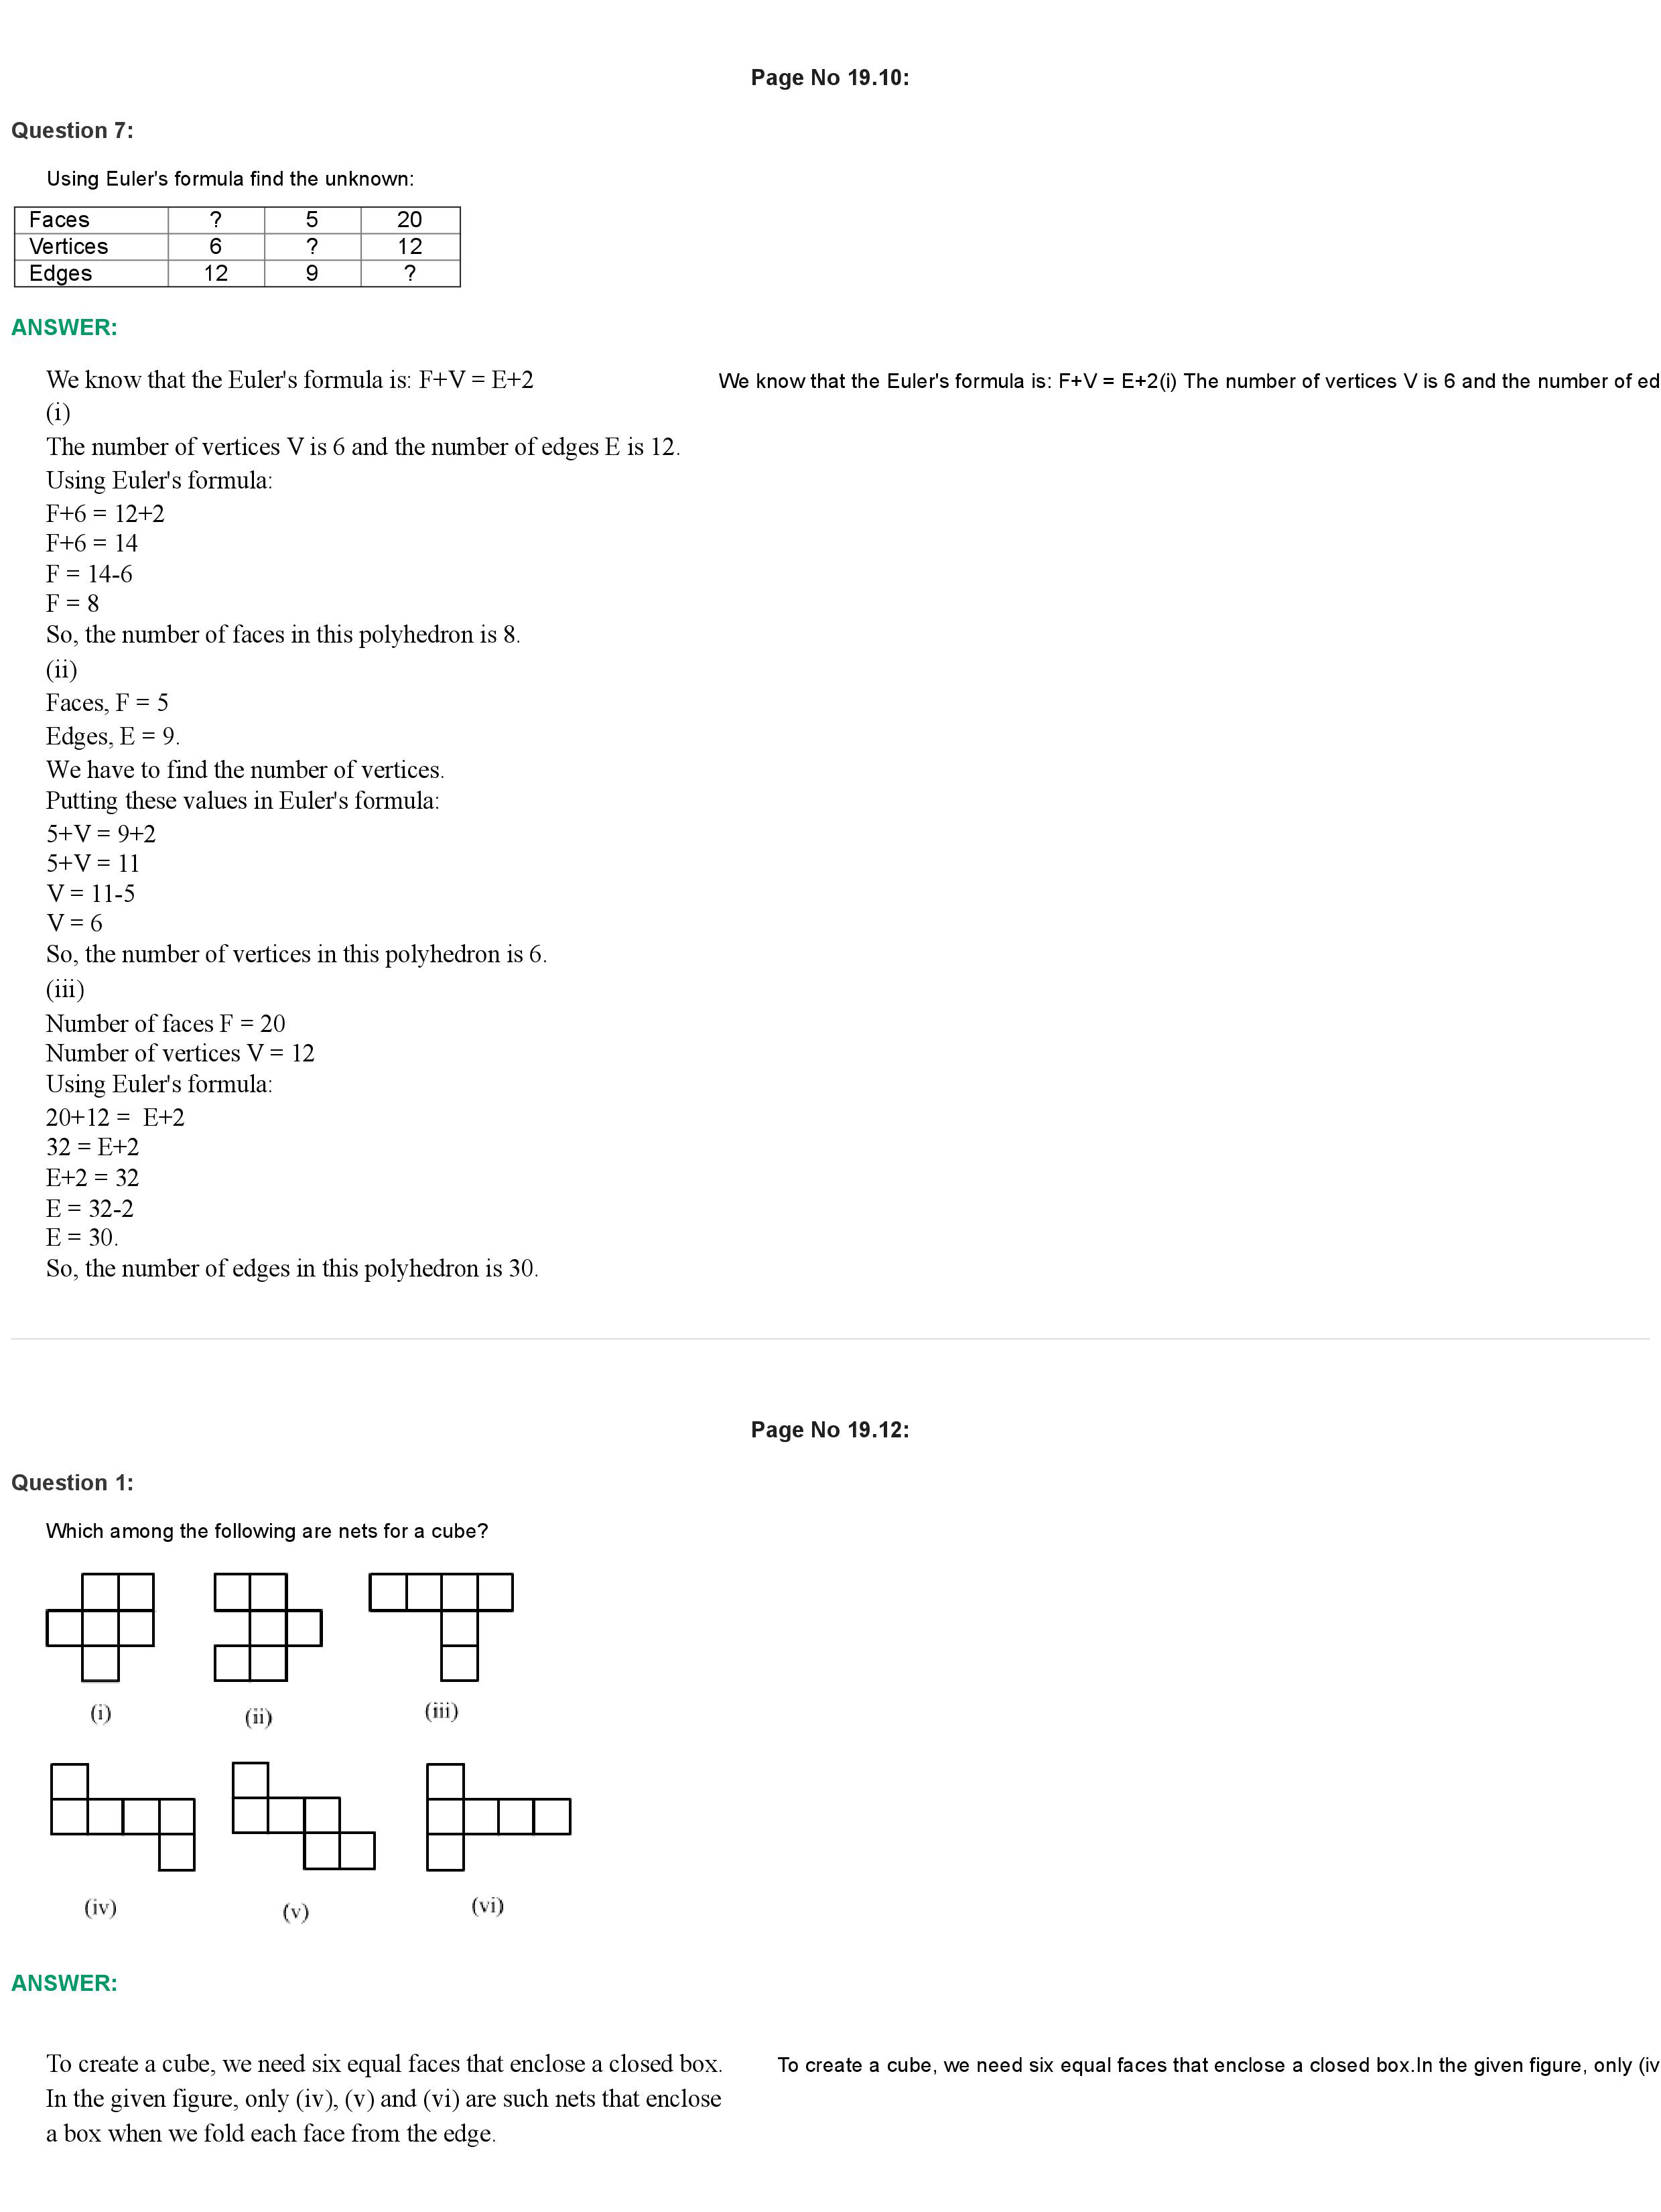 Page No 19.10:
Question 7:
Using Euler's formula find the unknown:
Faces ? 5 20
Vertices 6 ? 12
Edges 12 9 ?
ANSWER:
We know that the Euler's formula is: F+V = E+2 We know that the Euler's formula is: F+V = E+2(i) The number of vertices V is 6 and the number of ed
(i)
The number of vertices V is 6 and the number of edges E is 12.
Using Euler's formula:
F+6 = 12+2
F+6 = 14
F = 14-6
F = 8
So, the number of faces in this polyhedron is 8.
(ii)
Faces, F = 5
Edges, E = 9.
We have to find the number of vertices.
Putting these values in Euler's formula:
5+V = 9+2
5+V = 11
V = 11-5
V = 6
So, the number of vertices in this polyhedron is 6.
(iii)
Number of faces F = 20
Number of vertices V = 12
Using Euler's formula:
20+12 =  E+2
32 = E+2
E+2 = 32
E = 32-2
E = 30.
So, the number of edges in this polyhedron is 30.
Page No 19.12:
Question 1:
Which among the following are nets for a cube?
(i) (ii) (iii)
(iv) (v) (vi)
ANSWER:
To create a cube, we need six equal faces that enclose a closed box. To create a cube, we need six equal faces that enclose a closed box.In the given figure, only (iv
In the given figure, only (iv), (v) and (vi) are such nets that enclose
a box when we fold each face from the edge.